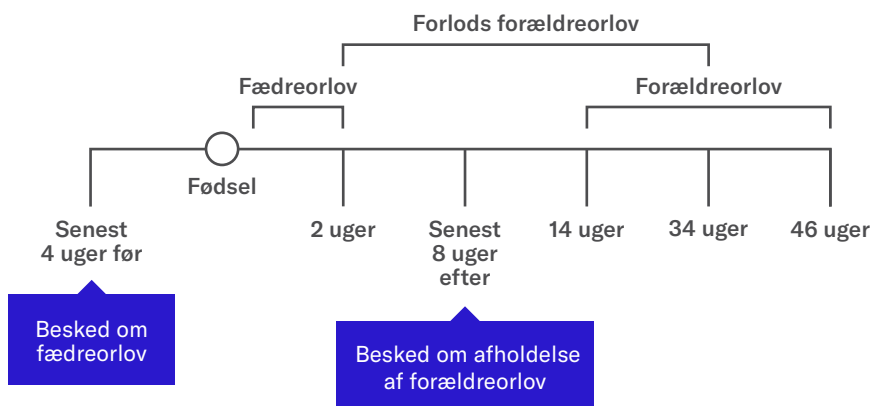 Forlods forældreorlov
Fædreorlov
Forældreorlov
Fødsel
Senest
4 uger før
2 uger
Senest
8 uger
efter
14 uger
34 uger
46 uger
Besked om
fædreorlov
Besked om afholdelse
af forældreorlov